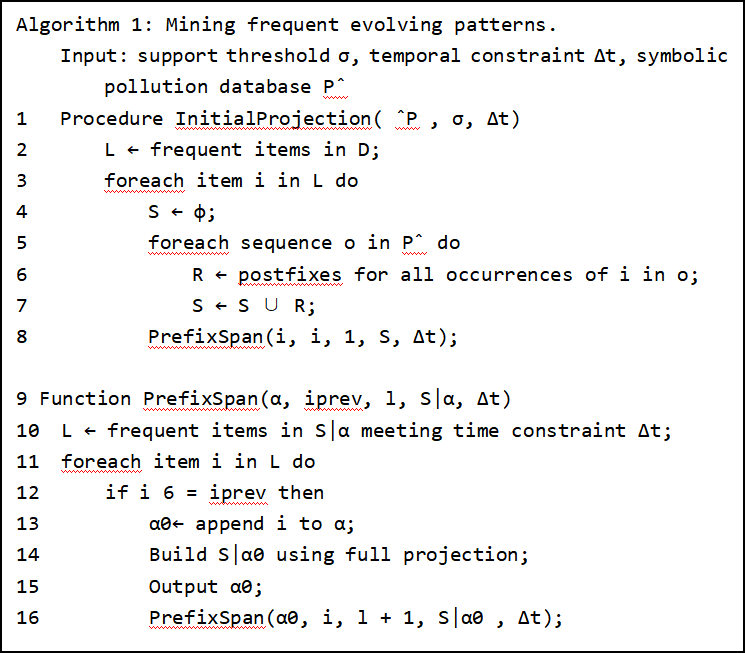 Algorithm 1: Mining frequent evolving patterns.
Input: support threshold σ, temporal constraint Δt, symbolic
pollution database Pˆ
1 Procedure InitialProjection( ˆP , σ, Δt)
2 L ← frequent items in D;
3 foreach item i in L do
4 S ← ϕ;
5 foreach sequence o in Pˆ do
6 R ← postfixes for all occurrences of i in o;
7 S ← S ∪ R;
8 PrefixSpan(i, i, 1, S, Δt);
9 Function PrefixSpan(α, iprev, l, S|α, Δt)
10 L ← frequent items in S|α meeting time constraint Δt;
11 foreach item i in L do
12 if i 6 = iprev then
13 α0← append i to α;
14 Build S|α0 using full projection;
15 Output α0;
16 PrefixSpan(α0, i, l + 1, S|α0 , Δt);